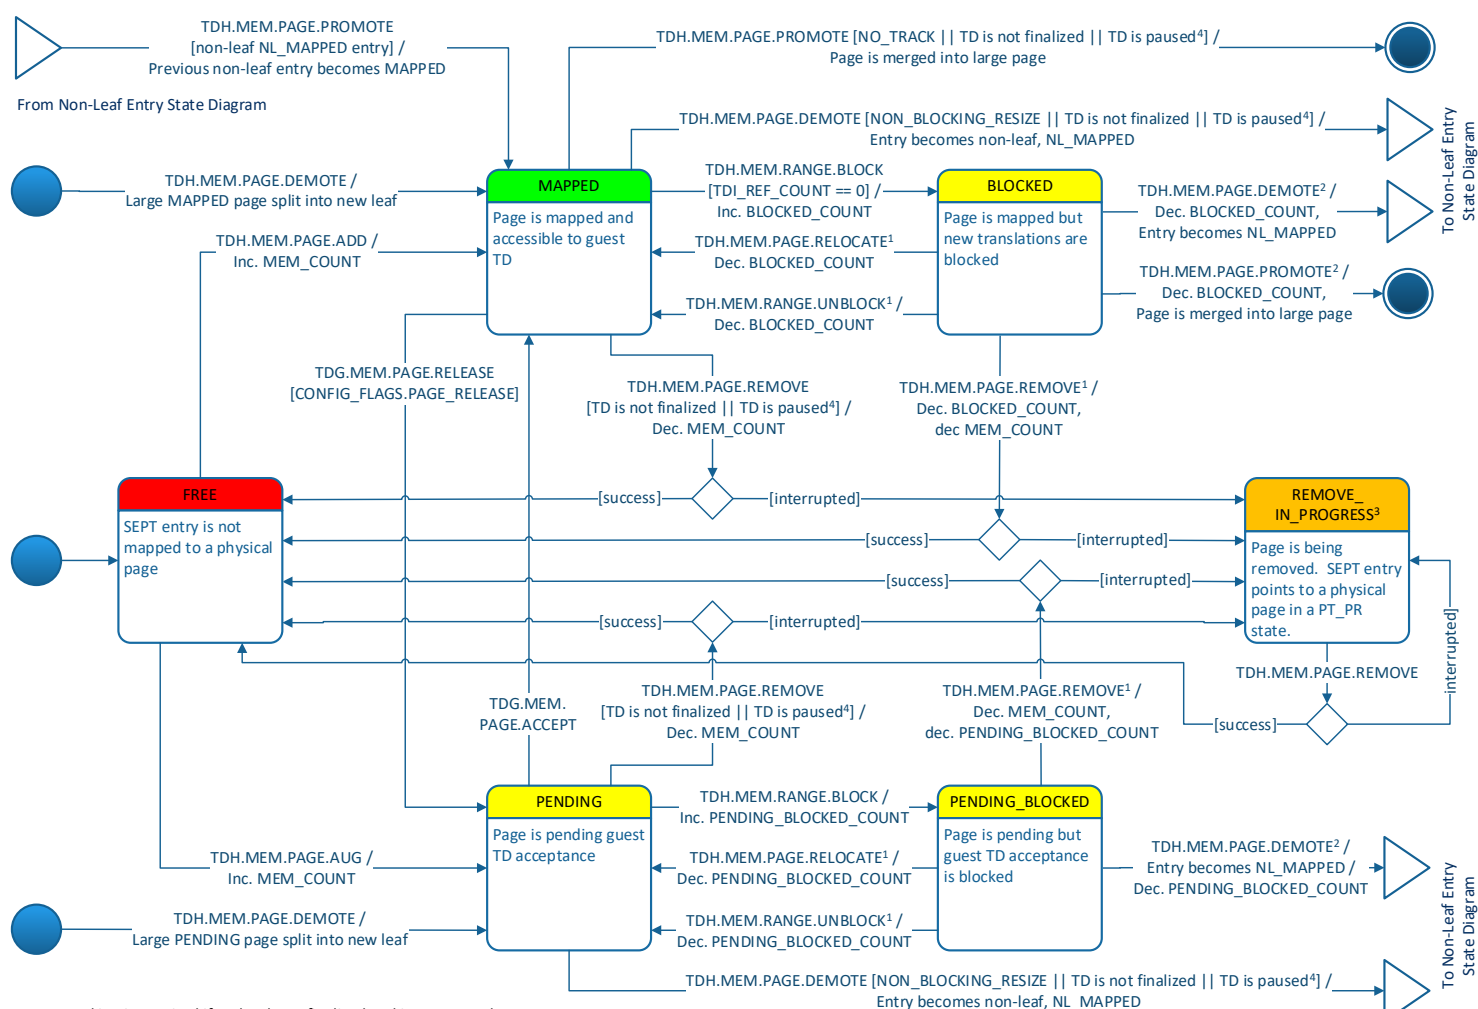 TDH.MEM.PAGE.PROMOTE
[non-leaf NL_MAPPED entry] /
Previous non-leaf entry becomes MAPPED
From Non-Leaf Entry State Diagram
TDH.MEM.PAGE.PROMOTE [NO_TRACK || TD is not finalized || TD is paused⁴] /
Page is merged into large page
TDH.MEM.PAGE.DEMOTE [NON_BLOCKING_RESIZE || TD is not finalized || TD is paused⁴] /
Entry becomes non-leaf, NL_MAPPED
To Non-Leaf Entry
State Diagram
TDH.MEM.PAGE.DEMOTE /
Large MAPPED page split into new leaf
MAPPED
Page is mapped and
accessible to guest
TD
TDH.MEM.RANGE.BLOCK
[TDI_REF_COUNT == 0] /
Inc. BLOCKED_COUNT
TDH.MEM.PAGE.RELOCATE¹
Dec. BLOCKED_COUNT
TDH.MEM.RANGE.UNBLOCK¹ /
Dec. BLOCKED_COUNT
BLOCKED
Page is mapped but
new translations are
blocked
TDH.MEM.PAGE.DEMOTE² /
Dec. BLOCKED_COUNT,
Entry becomes NL_MAPPED
TDH.MEM.PAGE.PROMOTE² /
Dec. BLOCKED_COUNT,
Page is merged into large page
TDH.MEM.PAGE.ADD /
Inc. MEM_COUNT
TDG.MEM.PAGE.RELEASE
[CONFIG_FLAGS.PAGE_RELEASE]
TDH.MEM.PAGE.REMOVE
[TD is not finalized || TD is paused⁴] /
Dec. MEM_COUNT
TDH.MEM.PAGE.REMOVE¹ /
Dec. BLOCKED_COUNT,
dec MEM_COUNT
FREE
SEPT entry is not
mapped to a physical
page
[success]
[interrupted]
[success]
[interrupted]
[success]
[interrupted]
[success]
[interrupted]
REMOVE_
IN_PROGRESS³
Page is being
removed. SEPT entry
points to a physical
page in a PT_PR
state.
interrupted]
TDH.MEM.PAGE.REMOVE
[success]
TDG.MEM.
PAGE.ACCEPT
TDH.MEM.PAGE.REMOVE
[TD is not finalized || TD is paused⁴] /
Dec. MEM_COUNT
TDH.MEM.PAGE.REMOVE¹ /
Dec. MEM_COUNT,
dec. PENDING_BLOCKED_COUNT
PENDING
Page is pending guest
TD acceptance
TDH.MEM.RANGE.BLOCK /
Inc. PENDING_BLOCKED_COUNT
TDH.MEM.PAGE.RELOCATE¹ /
Dec. PENDING_BLOCKED_COUNT
TDH.MEM.RANGE.UNBLOCK¹ /
Dec. PENDING_BLOCKED_COUNT
PENDING_BLOCKED
Page is pending but
guest TD acceptance
is blocked
TDH.MEM.PAGE.DEMOTE² /
Entry becomes NL_MAPPED /
Dec. PENDING_BLOCKED_COUNT
To Non-Leaf Entry
State Diagram
TDH.MEM.PAGE.AUG /
Inc. MEM_COUNT
TDH.MEM.PAGE.DEMOTE /
Large PENDING page split into new leaf
TDH.MEM.PAGE.DEMOTE [NON_BLOCKING_RESIZE || TD is not finalized || TD is paused⁴] /
Entry becomes non-leaf, NL_MAPPED